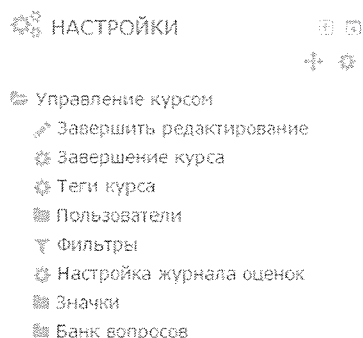 НАСТРОЙКИ
Управление курсом
Завершить редактирование
Завершение курса
Теги курса
Пользователи
Фильтры
Настройка журнала оценок
Значки
Банк вопросов